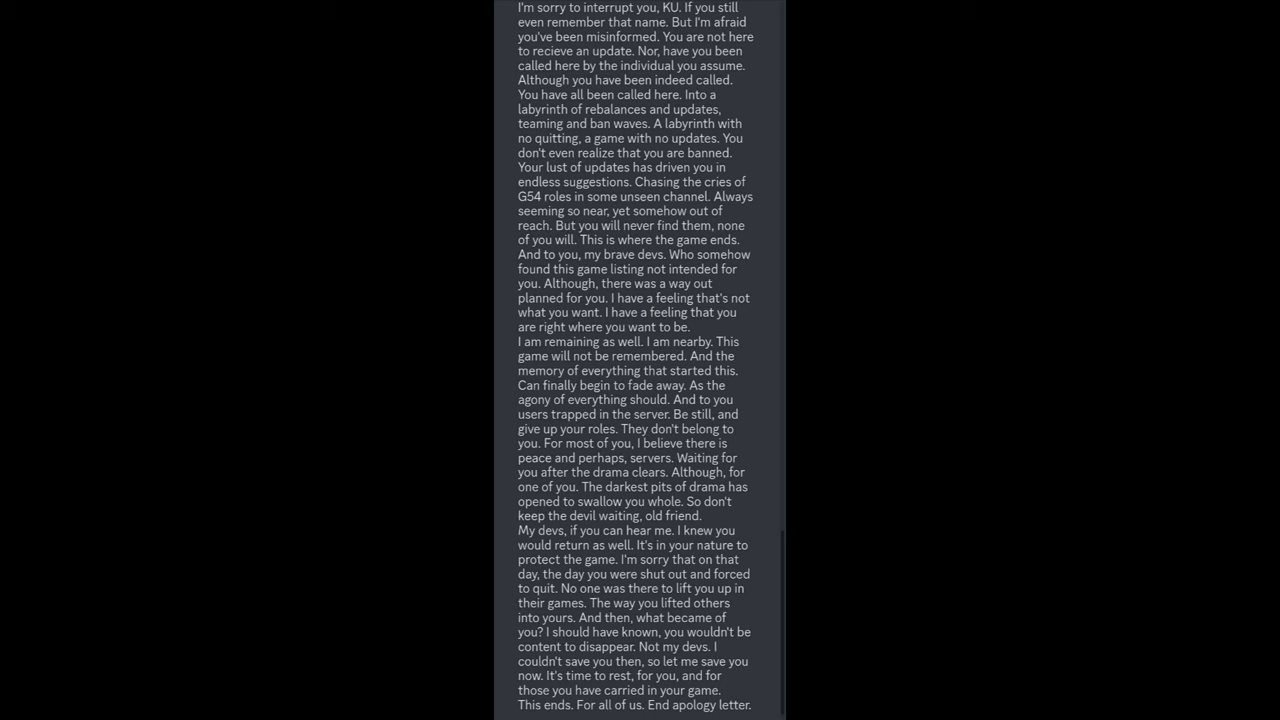 I'm sorry to interrupt you, KU. If you still
even remember that name. But I'm afraid
you've been misinformed. You are not here
to recieve an update. Nor, have you been
called here by the individual you assume.
Although you have been indeed called.
You have all been called here. Into a
labyrinth of rebalances and updates,
teaming and ban waves. A labyrinth with
no quitting, a game with no updates. You
don't even realize that you are banned.
Your lust of updates has driven you in
endless suggestions. Chasing the cries of
G54 roles in some unseen channel. Always
seeming so near, yet somehow out of
reach. But you will never find them, none
of you will. This is where the game ends.
And to you, my brave devs. Who somehow
found this game listing not intended for
you. Although, there was a way out
planned for you. I have a feeling that's not
what you want. I have a feeling that you
are right where you want to be.
I am remaining as well. I am nearby. This
game will not be remembered. And the
memory of everything that started this.
Can finally begin to fade away. As the
agony of everything should. And to you
users trapped in the server. Be still, and
give up your roles. They don't belong to
you. For most of you, I believe there is
peace and perhaps, servers. Waiting for
you after the drama clears. Although, for
one of you. The darkest pits of drama has
opened to swallow you whole. So don't
keep the devil waiting, old friend.
My devs, if you can hear me. I knew you
would return as well. It's in your nature to
protect the game. I'm sorry that on that
day, the day you were shut out and forced
to quit. No one was there to lift you up in
their games. The way you lifted others
into yours. And then, what became of
you? I should have known, you wouldn't be
content to disappear. Not my devs. I
couldn't save you then, so let me save you
now. It's time to rest, for you, and for
those you have carried in your game.
This ends. For all of us. End apology letter.